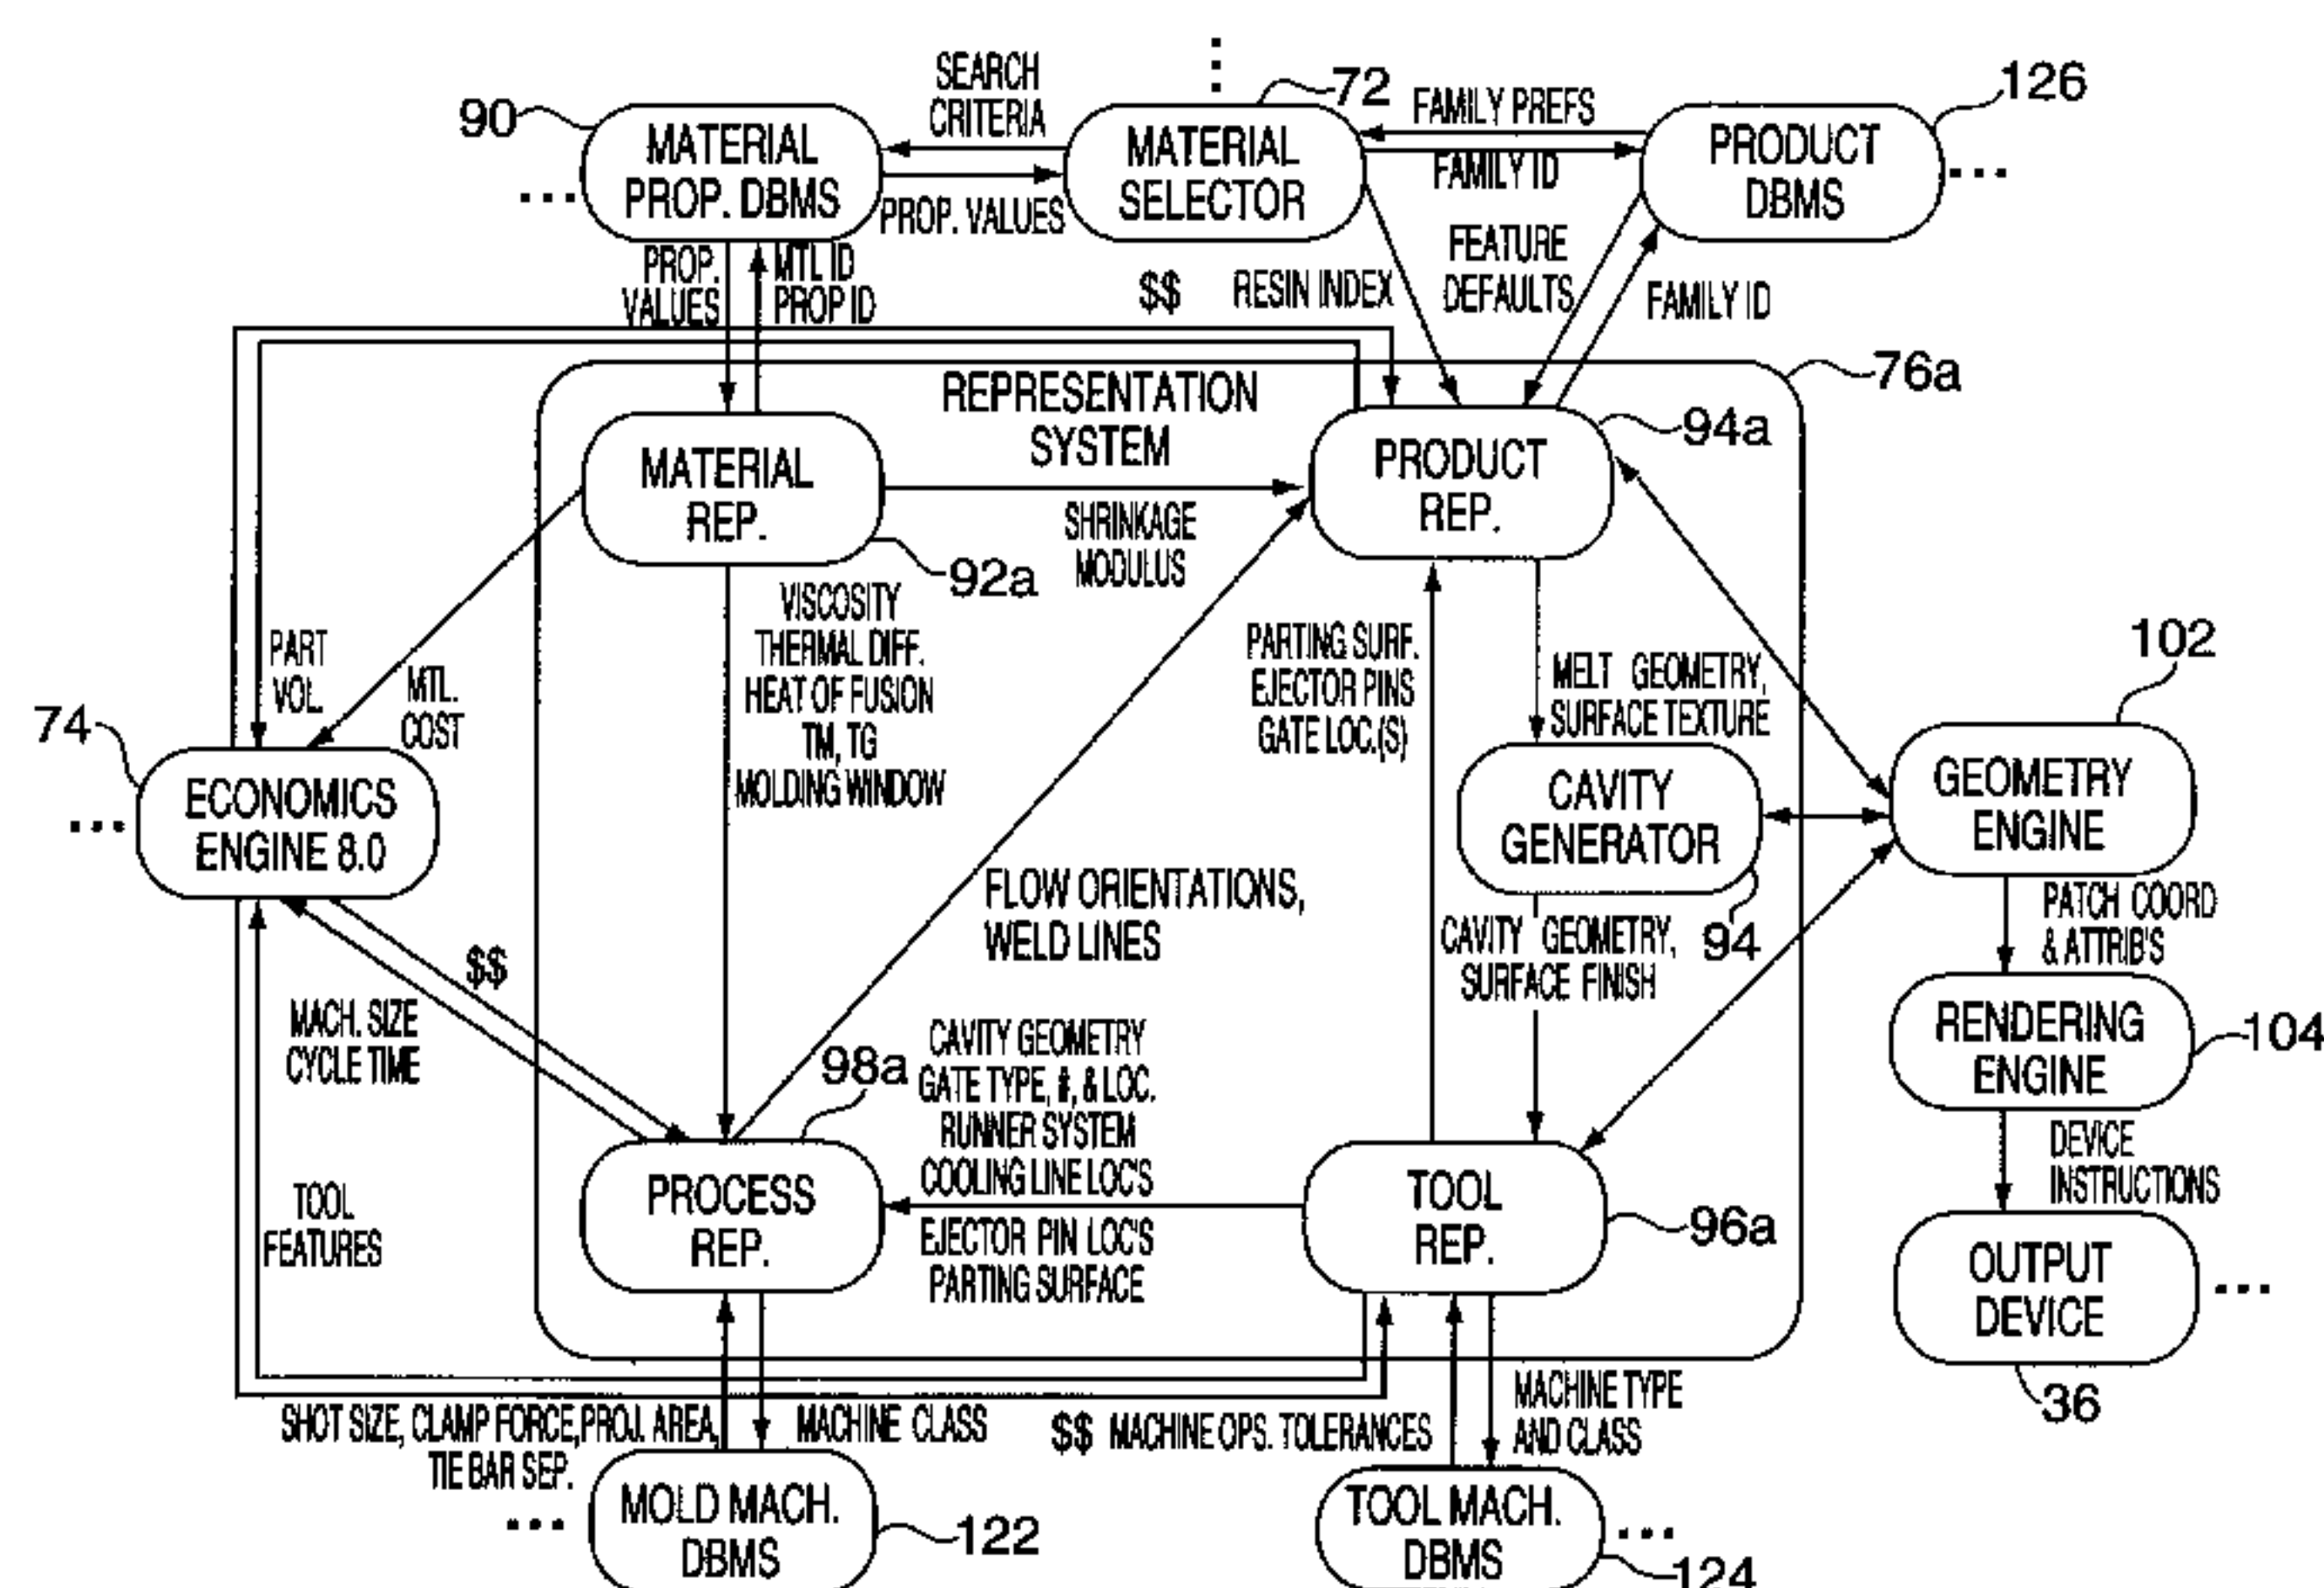 SEARCH
CRITERIA
72
FAMILY PREFS
126
90
MATERIAL
PROP. DBMS
MATERIAL
SELECTOR
PRODUCT
DBMS
FAMILY ID
PROP. VALUES
PROP.
VALUES
MTL ID
PROP ID
$$
RESIN INDEX
FEATURE
DEFAULTS
FAMILY ID
76a
REPRESENTATION
SYSTEM
94a
MATERIAL
REP.
PRODUCT
REP.
SHRINKAGE
MODULUS
92a
VISCOSITY
THERMAL DIFF.
HEAT OF FUSION
TM, TG
MOLDING WINDOW
PARTING SURF.
EJECTOR PINS
GATE LOC.(S)
MELT GEOMETRY,
SURFACE TEXTURE
102
PART
VOL.
MTL.
COST
74
ECONOMICS
ENGINE 8.0
CAVITY
GENERATOR
GEOMETRY
ENGINE
FLOW ORIENTATIONS,
WELD LINES
CAVITY GEOMETRY,
SURFACE FINISH
94
PATCH COORD
& ATTRIB'S
$$
MACH. SIZE
CYCLE TIME
RENDERING
ENGINE
104
98a
CAVITY GEOMETRY
GATE TYPE, #, & LOC.
RUNNER SYSTEM
COOLING LINE LOC'S
DEVICE
INSTRUCTIONS
TOOL
FEATURES
PROCESS
REP.
EJECTOR PIN LOC'S
PARTING SURFACE
TOOL
REP.
96a
OUTPUT
DEVICE
36
SHOT SIZE, CLAMP FORCE, PROJ. AREA,
TIE BAR SEP.
MACHINE CLASS
$$
MACHINE OPS. TOLERANCES
MACHINE TYPE
AND CLASS
MOLD MACH.
DBMS
122
TOOL MACH.
DBMS
124